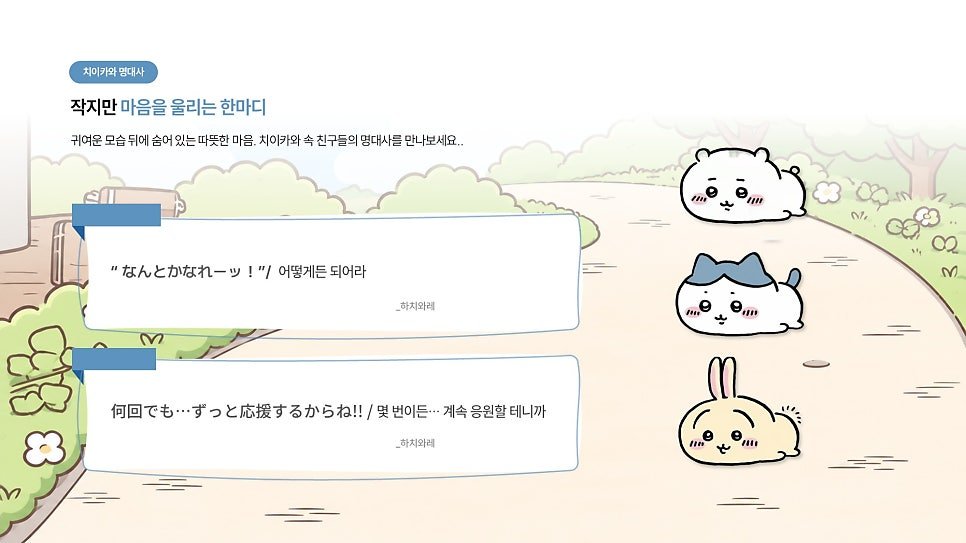 치이카와 명대사
작지만 마음을 울리는 한마디
귀여운 모습 뒤에 숨어 있는 따뜻한 마음. 치이카와 속 친구들의 명대사를 만나보세요..
“ なんとかなれーッ！”/ 어떻게든 되어라
_하치와레
何回でも…ずっと応援するからね!! / 몇 번이든… 계속 응원할 테니까
_하치와레